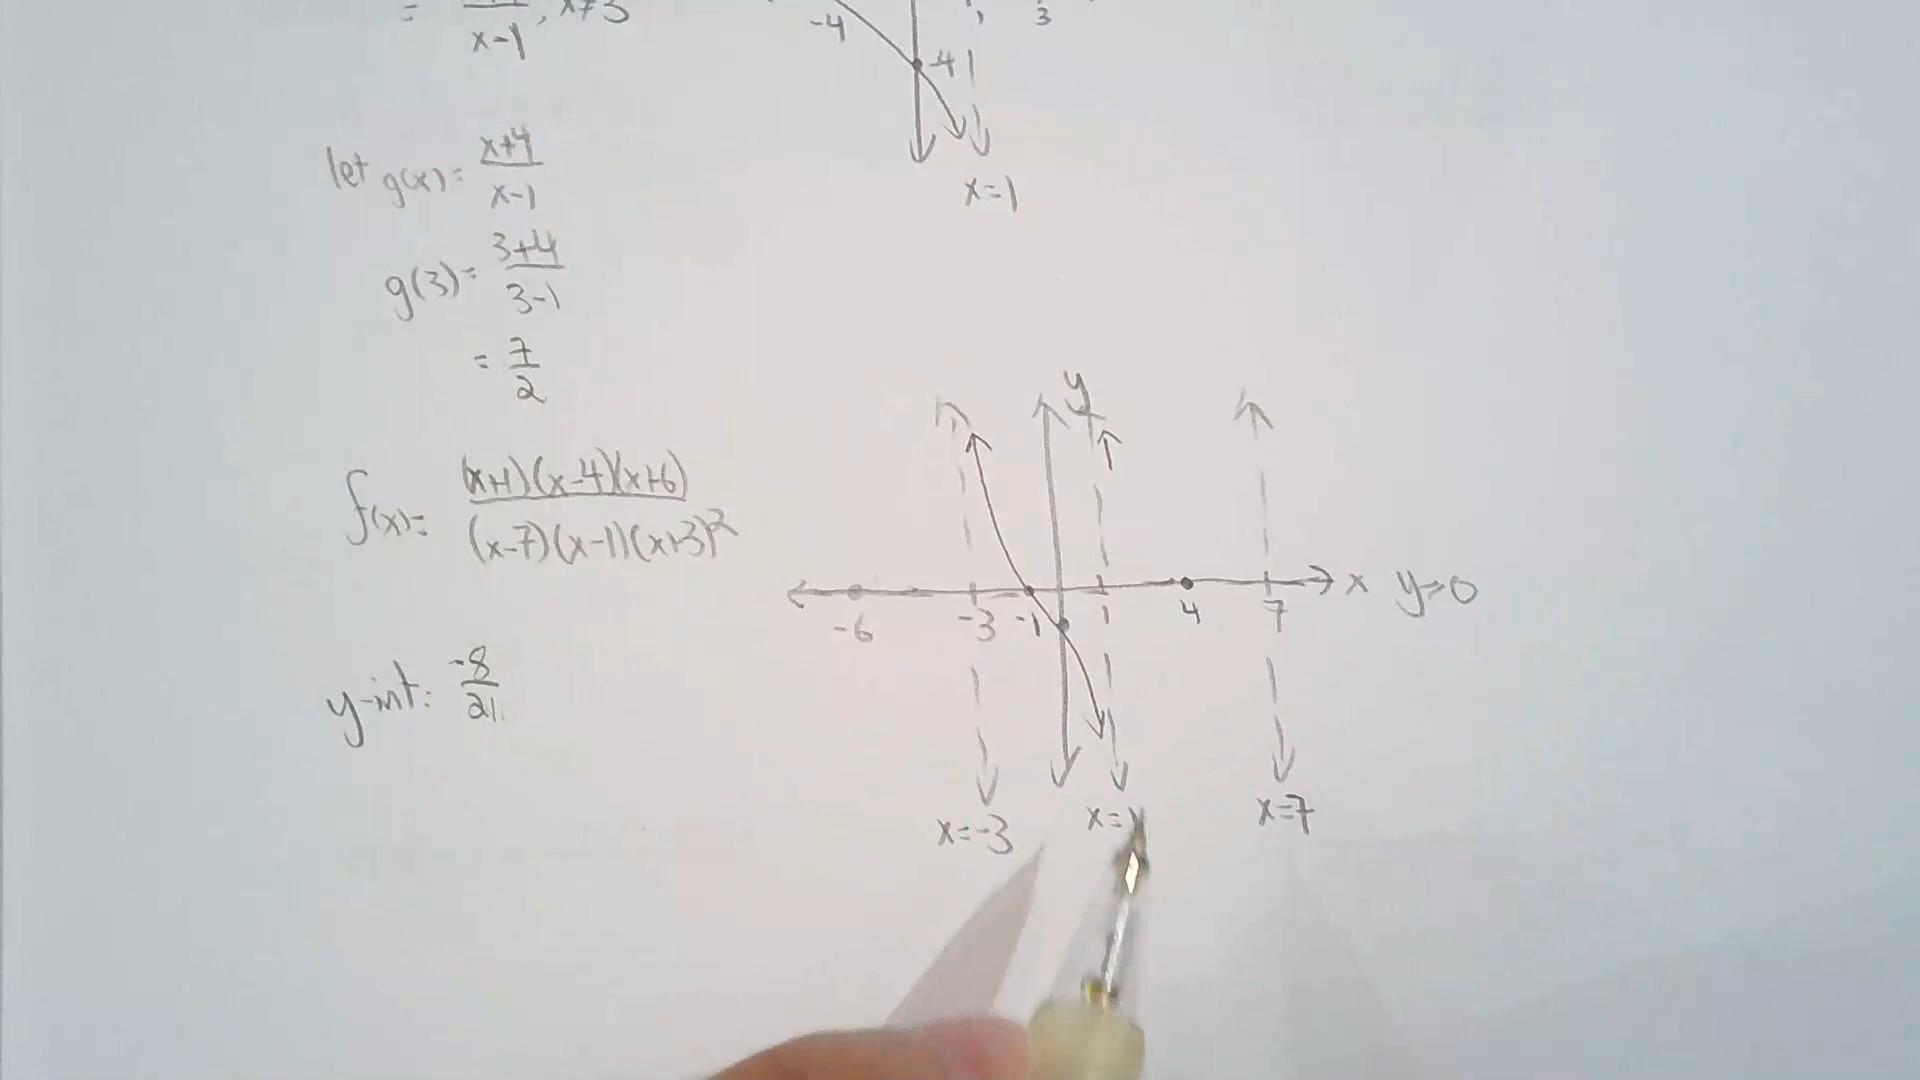 = x-1, x≠3
-4
1
3
-4
x=1
let g(x)= x+4
x-1
g(3)= 3+4
3-1
= 7
2
f(x)= (x+1)(x-4)(x+6)
(x-7)(x-1)(x+3)²
y-int: -8
21
y
-6 -3 -1 1 4 7 x y=0
x=-3 x=1 x=7